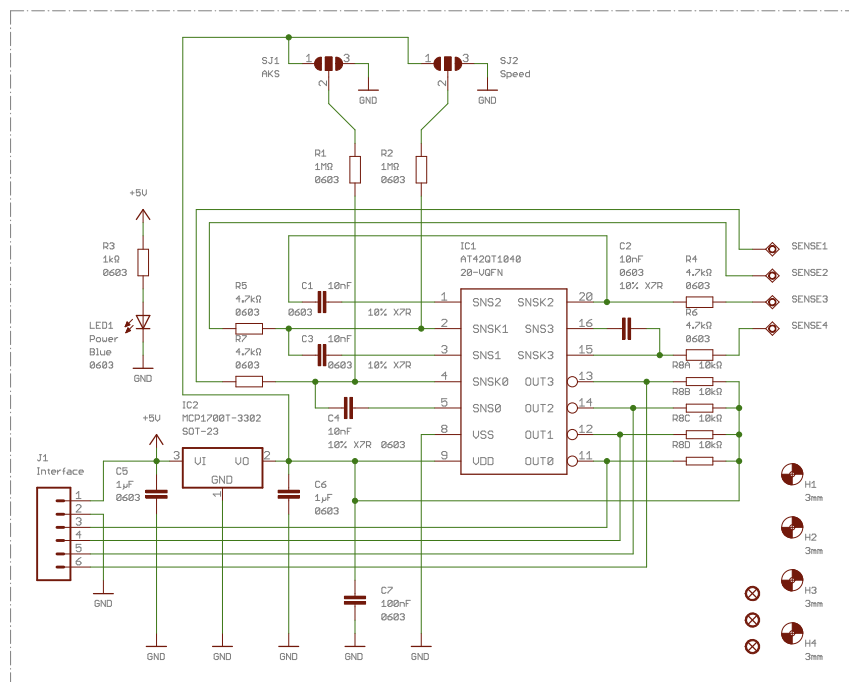 SJ1
AKS
1
3
2
GND
1
3
2
SJ2
Speed
GND
R1
1MΩ
0603
R2
1MΩ
0603
+5V
R3
1kΩ
0603
LED1
Power
Blue
0603
GND
SENSE1
SENSE2
SENSE3
SENSE4
IC1
AT42QT1040
20-VQFN
C2
10nF
0603
10% X7R
R4
4.7kΩ
0603
R5
4.7kΩ
0603
R7
4.7kΩ
0603
C1 10nF
0603
10% X7R
C3 10nF
0603
10% X7R
C4
10nF
10% X7R 0603
R6
4.7kΩ
0603
R8A 10kΩ
R8B 10kΩ
R8C 10kΩ
R8D 10kΩ
1 SNS2 SNSK2 20
2 SNSK1 SNS3 16
3 SNS1 SNSK3 15
4 SNSK0 OUT3 13
5 SNS0 OUT2 14
8 VSS OUT1 12
9 VDD OUT0 11
IC2
MCP1700T-3302
SOT-23
3 VI VO 2
GND
1
+5V
C5
1µF
0603
C6
1µF
0603
C7
100nF
0603
J1
Interface
1
2
3
4
5
6
GND
GND
GND
GND
GND
GND
H1
3mm
H2
3mm
H3
3mm
H4
3mm